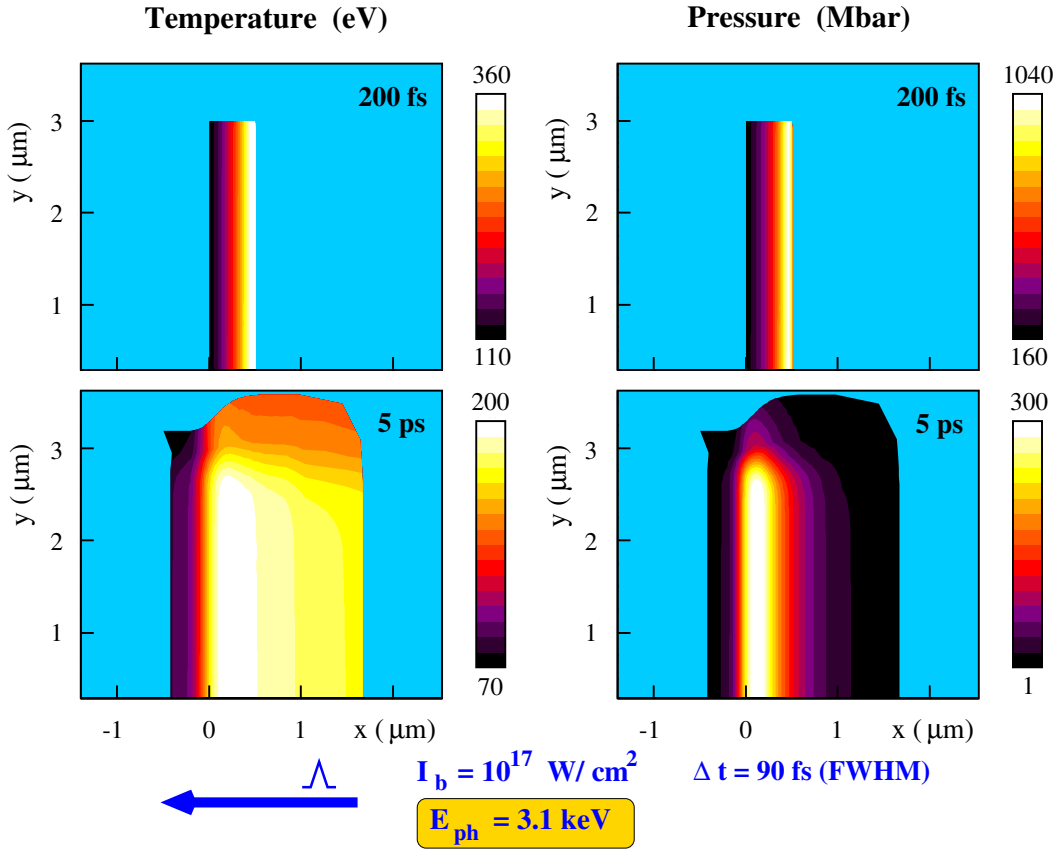 Temperature (eV)
Pressure (Mbar)
200 fs
360
110
y ( μm)
3
2
1
200 fs
1040
160
y ( μm)
3
2
1
5 ps
200
70
y ( μm)
3
2
1
-1 0 1 x ( μm)
5 ps
300
1
y ( μm)
3
2
1
-1 0 1 x ( μm)
I_b = 10^17 W/ cm^2
Δ t = 90 fs (FWHM)
E_ph = 3.1 keV